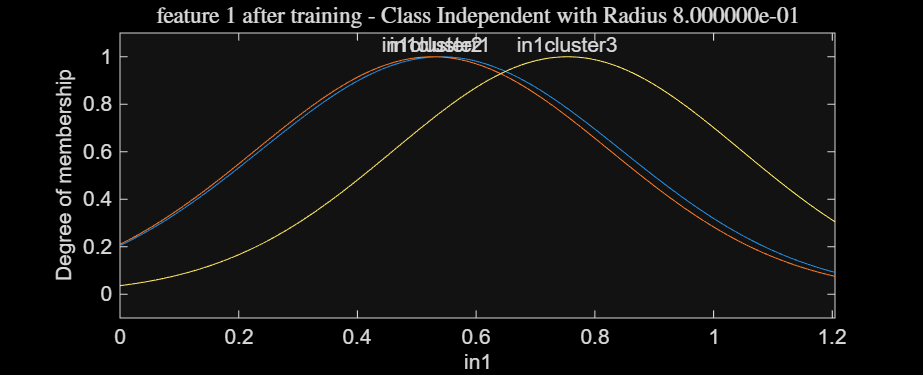 feature 1 after training - Class Independent with Radius 8.000000e-01
in1cluster2
in1cluster1
in1cluster3
Degree of membership
1
0.8
0.6
0.4
0.2
0
0 0.2 0.4 0.6 0.8 1 1.2
in1